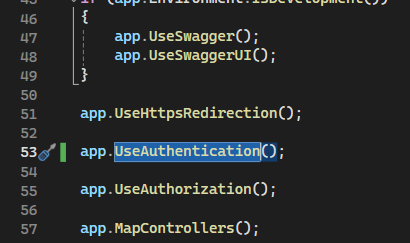 45 if (app.Environment.IsDevelopment())
46 {
47 app.UseSwagger();
48 app.UseSwaggerUI();
49 }
50
51 app.UseHttpsRedirection();
52
53 app.UseAuthentication();
54
55 app.UseAuthorization();
56
57 app.MapControllers();